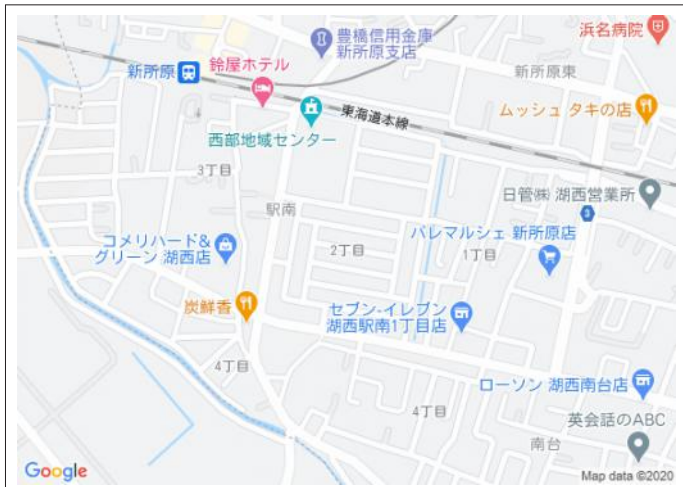 豊橋信用金庫
新所原支店
浜名病院
鈴屋ホテル
新所原
新所原東
東海道本線
ムッシュ タキの店
西部地域センター
3丁目
日管㈱ 湖西営業所
駅南
3
コメリハード&
グリーン 湖西店
2丁目
パレマルシェ 新所原店
1丁目
炭鮮香
セブン-イレブン
湖西駅南1丁目店
4丁目
ローソン 湖西南台店
4丁目
英会話のABC
南台
Google
Map data ©2020